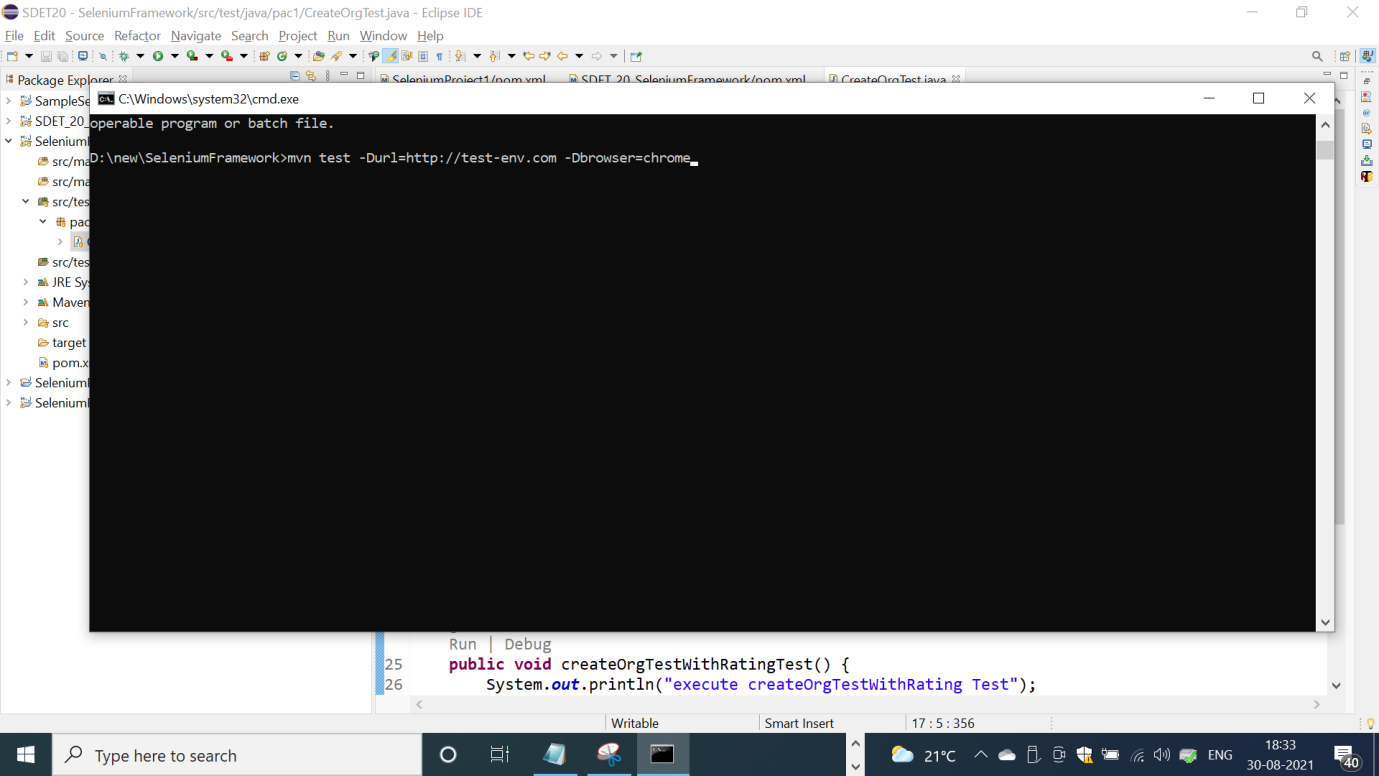 SDET20 - SeleniumFramework/src/test/java/pac1/CreateOrgTest.java - Eclipse IDE
File Edit Source Refactor Navigate Search Project Run Window Help
Package Explorer
SeleniumProject1/pom.xml
SDET_20_SeleniumFramework/pom.xml
CreateOrgTest.java
C:\Windows\system32\cmd.exe
operable program or batch file.
D:\new\SeleniumFramework>mvn test -Durl=http://test-env.com -Dbrowser=chrome
SampleSe
SDET_20_
Selenium
src/ma
src/ma
src/tes
pac
src/tes
JRE Sy
Maven
src
target
pom.x
Selenium
Selenium
Run | Debug
25 public void createOrgTestWithRatingTest() {
26 System.out.println("execute createOrgTestWithRating Test");
Writable Smart Insert 17 : 5 : 356
Type here to search
21°C
ENG
18:33
30-08-2021
40